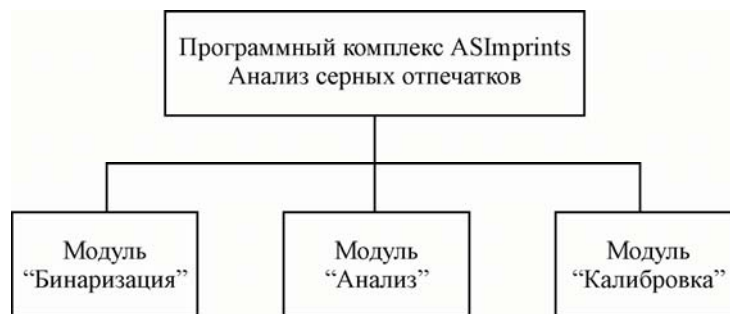 Программный комплекс ASImprints
Анализ серных отпечатков
Модуль
“Бинаризация”
Модуль
“Анализ”
Модуль
“Калибровка”